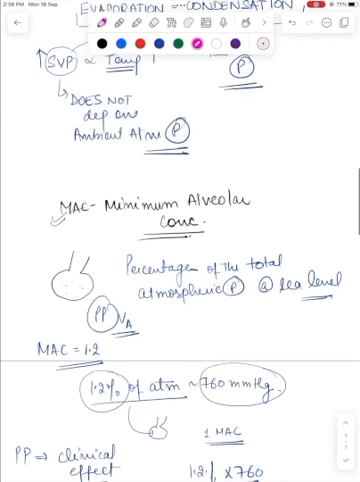 2:36 PM Mon 18 Sep
71%
EVAPORATION CONDENSATION
↑ SVP ∝ Temp ↑
P
DOES NOT
dep on
Ambient Atm P
MAC- Minimum Alveolar
Conc.
Percentage of the total
atmospheric P @ sea level
PP VA
MAC = 1.2
1.2% of atm ~ 760 mmHg
1 MAC
PP ⇒ clinical
effect
1.2% x 760